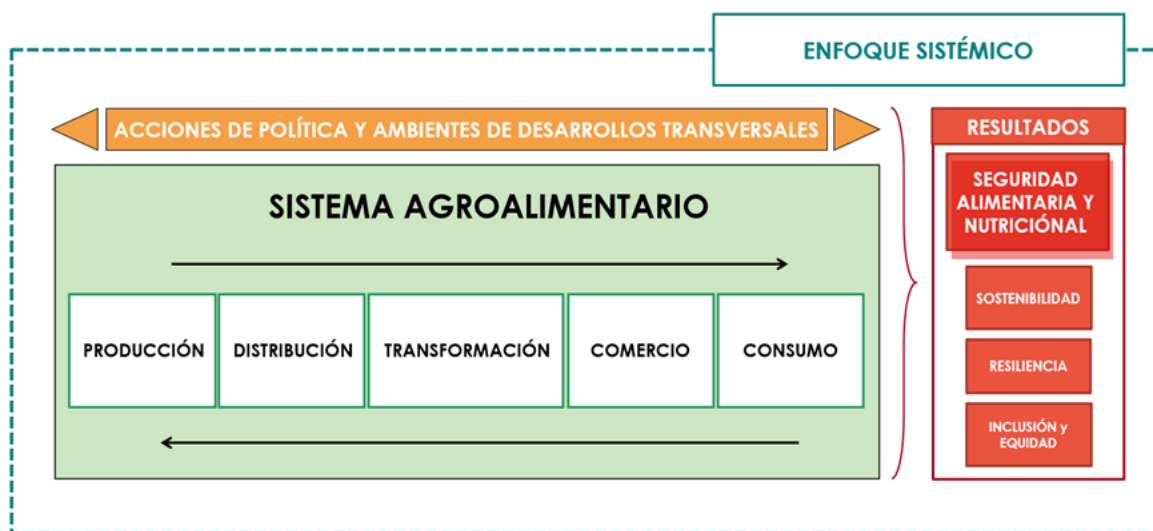 ENFOQUE SISTÉMICO
ACCIONES DE POLÍTICA Y AMBIENTES DE DESARROLLOS TRANSVERSALES
SISTEMA AGROALIMENTARIO
PRODUCCIÓN
DISTRIBUCIÓN
TRANSFORMACIÓN
COMERCIO
CONSUMO
RESULTADOS
SEGURIDAD
ALIMENTARIA Y
NUTRICIÓNAL
SOSTENIBILIDAD
RESILIENCIA
INCLUSIÓN y
EQUIDAD